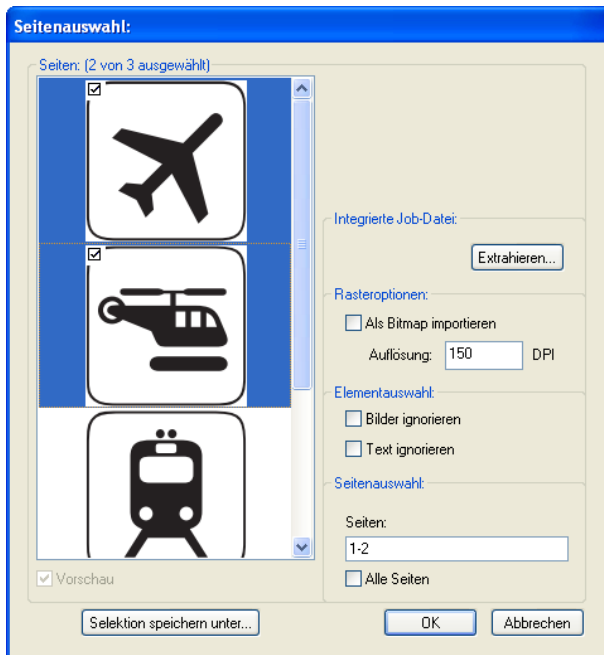 Seitenauswahl:
Seiten: (2 von 3 ausgewählt)
Integrierte Job-Datei:
Extrahieren...
Rasteroptionen:
Als Bitmap importieren
Auflösung: 150 DPI
Elementauswahl:
Bilder ignorieren
Text ignorieren
Seitenauswahl:
Seiten:
1-2
Vorschau
Alle Seiten
Selektion speichern unter...
OK
Abbrechen